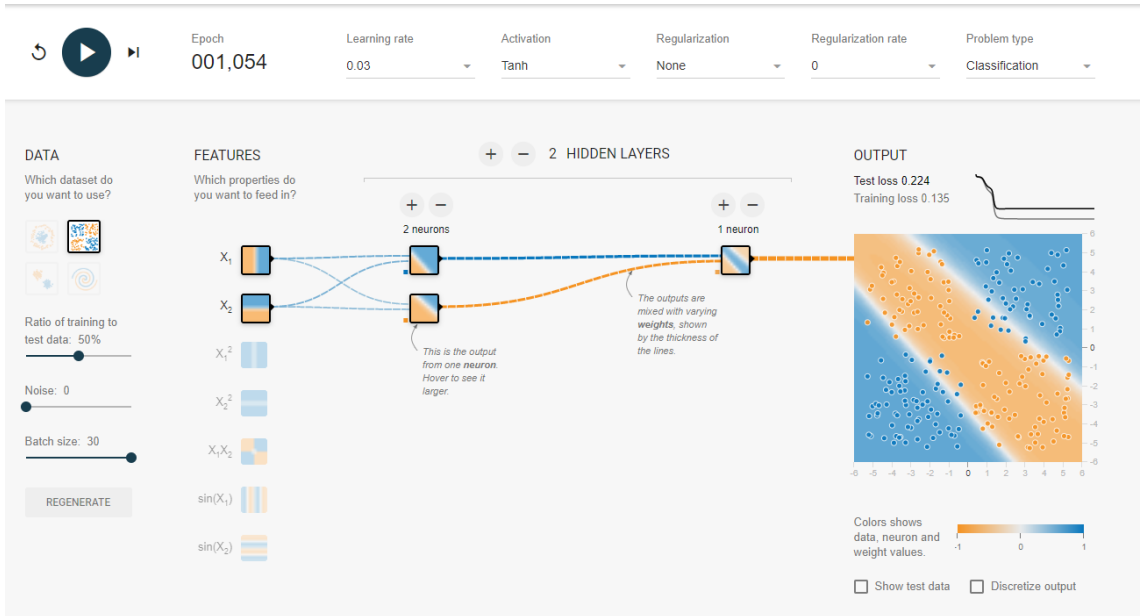 Epoch
001,054
Learning rate
0.03
Activation
Tanh
Regularization
None
Regularization rate
0
Problem type
Classification
DATA
Which dataset do
you want to use?
Ratio of training to
test data: 50%
Noise: 0
Batch size: 30
REGENERATE
FEATURES
Which properties do
you want to feed in?
X₁
X₂
X₁²
X₂²
X₁X₂
sin(X₁)
sin(X₂)
+ − 2 HIDDEN LAYERS
+ −
2 neurons
This is the output
from one neuron.
Hover to see it
larger.
+ −
1 neuron
The outputs are
mixed with varying
weights, shown
by the thickness of
the lines.
OUTPUT
Test loss 0.224
Training loss 0.135
6
5
4
3
2
1
0
-1
-2
-3
-4
-5
-6
-6 -5 -4 -3 -2 -1 0 1 2 3 4 5 6
Colors shows
data, neuron and
weight values.
-1 0 1
Show test data
Discretize output